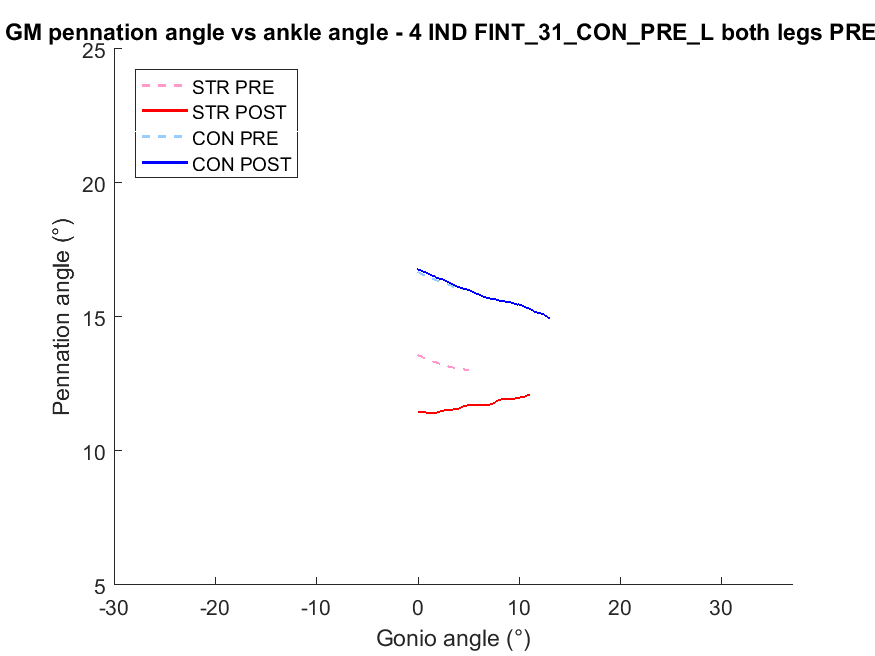 GM pennation angle vs ankle angle - 4 IND FINT_31_CON_PRE_L both legs PRE
25
STR PRE
STR POST
CON PRE
CON POST
20
15
10
5
Pennation angle (°)
-30
-20
-10
0
10
20
30
Gonio angle (°)